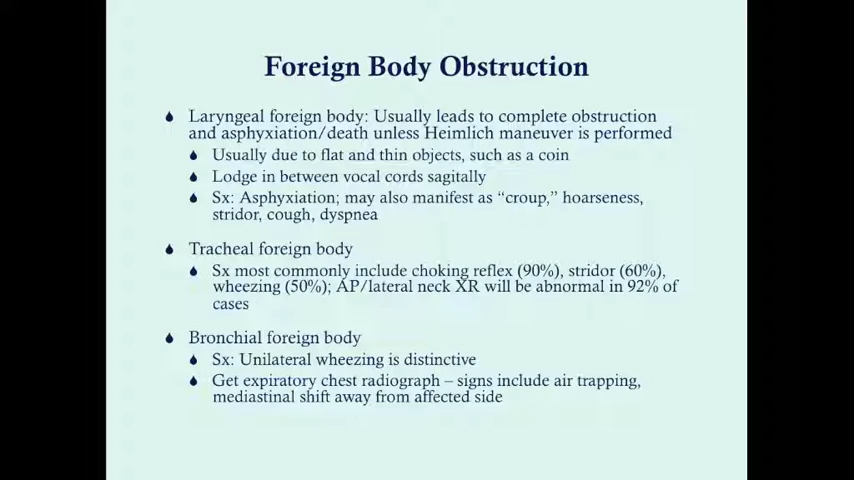 Foreign Body Obstruction
Laryngeal foreign body: Usually leads to complete obstruction
and asphyxiation/death unless Heimlich maneuver is performed
Usually due to flat and thin objects, such as a coin
Lodge in between vocal cords sagitally
Sx: Asphyxiation; may also manifest as “croup,” hoarseness,
stridor, cough, dyspnea
Tracheal foreign body
Sx most commonly include choking reflex (90%), stridor (60%),
wheezing (50%); AP/lateral neck XR will be abnormal in 92% of
cases
Bronchial foreign body
Sx: Unilateral wheezing is distinctive
Get expiratory chest radiograph – signs include air trapping,
mediastinal shift away from affected side